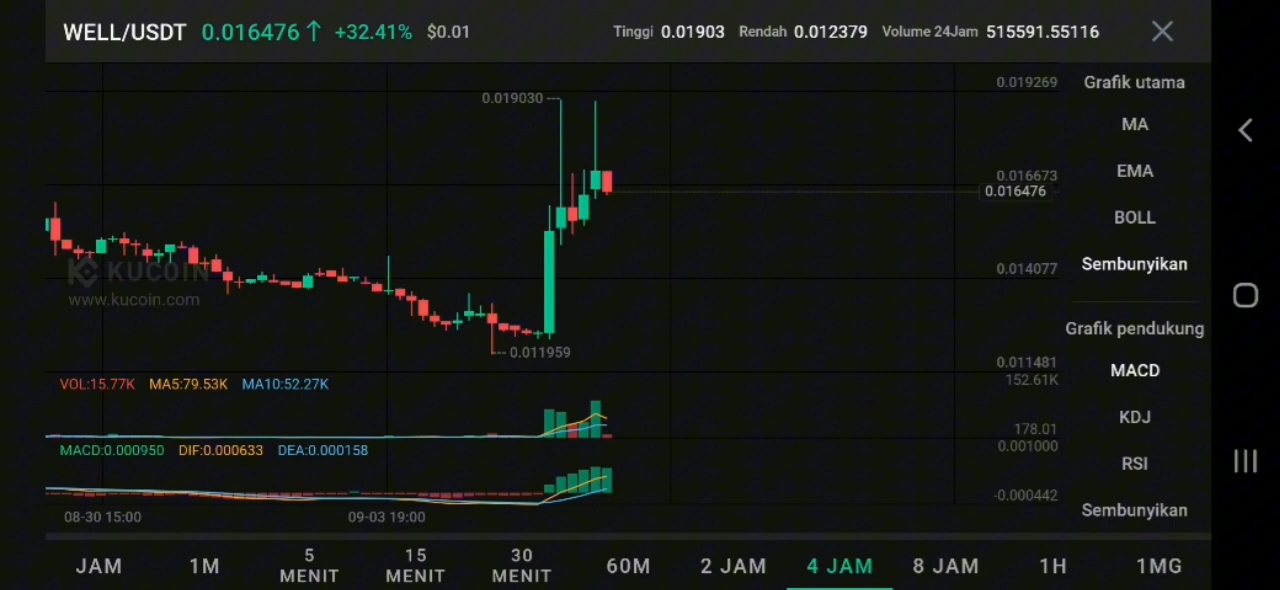 WELL/USDT 0.016476↑ +32.41% $0.01 Tinggi 0.01903 Rendah 0.012379 Volume 24Jam 515591.55116
0.019269
Grafik utama
0.019030
MA
0.016673
EMA
0.016476
BOLL
Sembunyikan
0.014077
KUCOIN
www.kucoin.com
Grafik pendukung
0.011959
0.011481
MACD
VOL:15.77K MA5:79.53K MA10:52.27K
152.61K
KDJ
178.01
0.001000
MACD:0.000950 DIF:0.000633 DEA:0.000158
RSI
-0.000442
Sembunyikan
08-30 15:00 09-03 19:00
JAM 1M 5 MENIT 15 MENIT 30 MENIT 60M 2 JAM 4 JAM 8 JAM 1H 1MG